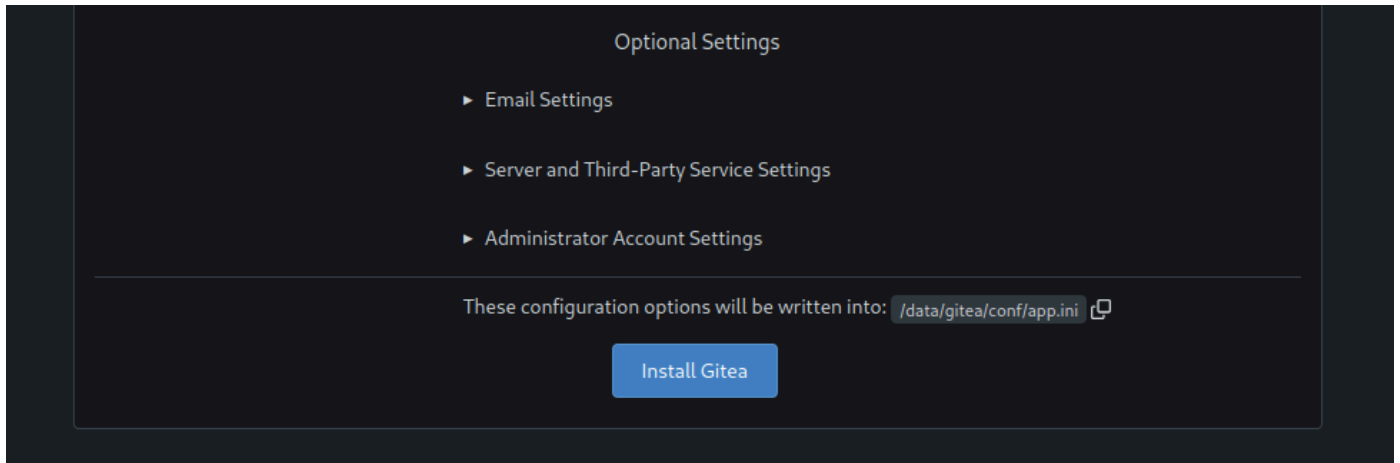 Optional Settings
Email Settings
Server and Third-Party Service Settings
Administrator Account Settings
These configuration options will be written into: /data/gitea/conf/app.ini
Install Gitea